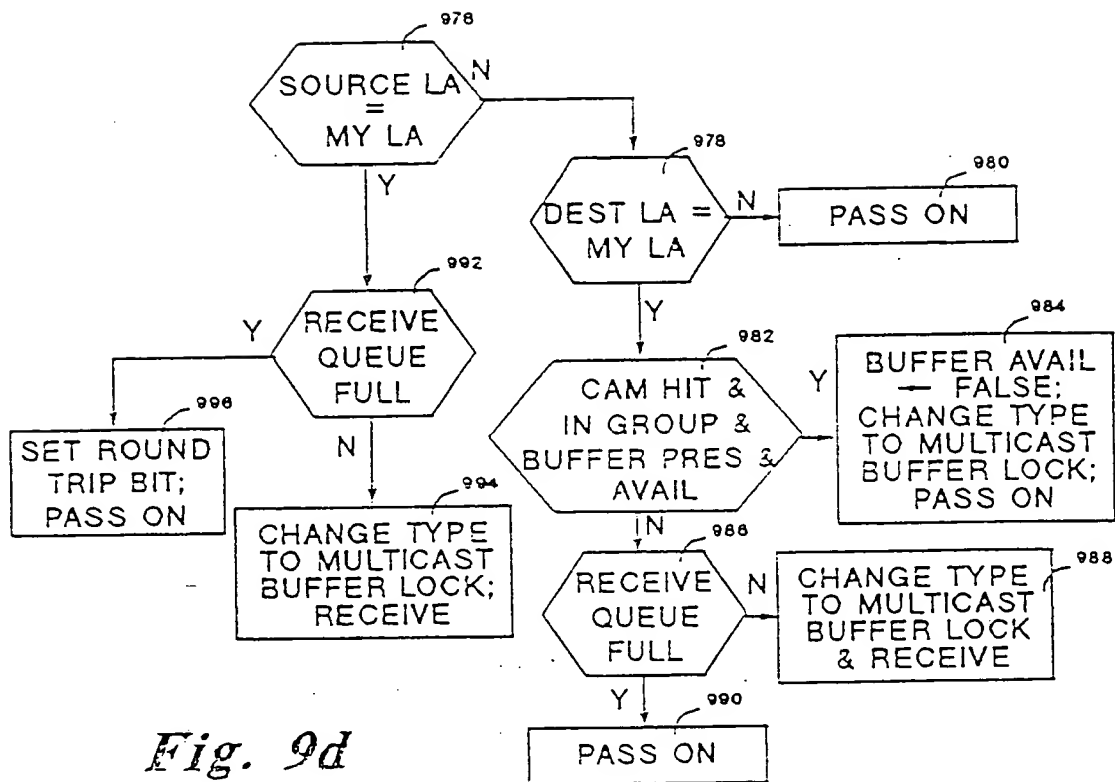 978
SOURCE LA
=
MY LA
N
Y
978
DEST LA =
MY LA
N
980
PASS ON
Y
992
RECEIVE
QUEUE
FULL
Y
N
996
SET ROUND
TRIP BIT;
PASS ON
994
CHANGE TYPE
TO MULTICAST
BUFFER LOCK;
RECEIVE
982
CAM HIT &
IN GROUP &
BUFFER PRES &
AVAIL
Y
N
984
BUFFER AVAIL
← FALSE;
CHANGE TYPE
TO MULTICAST
BUFFER LOCK;
PASS ON
986
RECEIVE
QUEUE
FULL
N
Y
988
CHANGE TYPE
TO MULTICAST
BUFFER LOCK
& RECEIVE
990
PASS ON
Fig. 9d